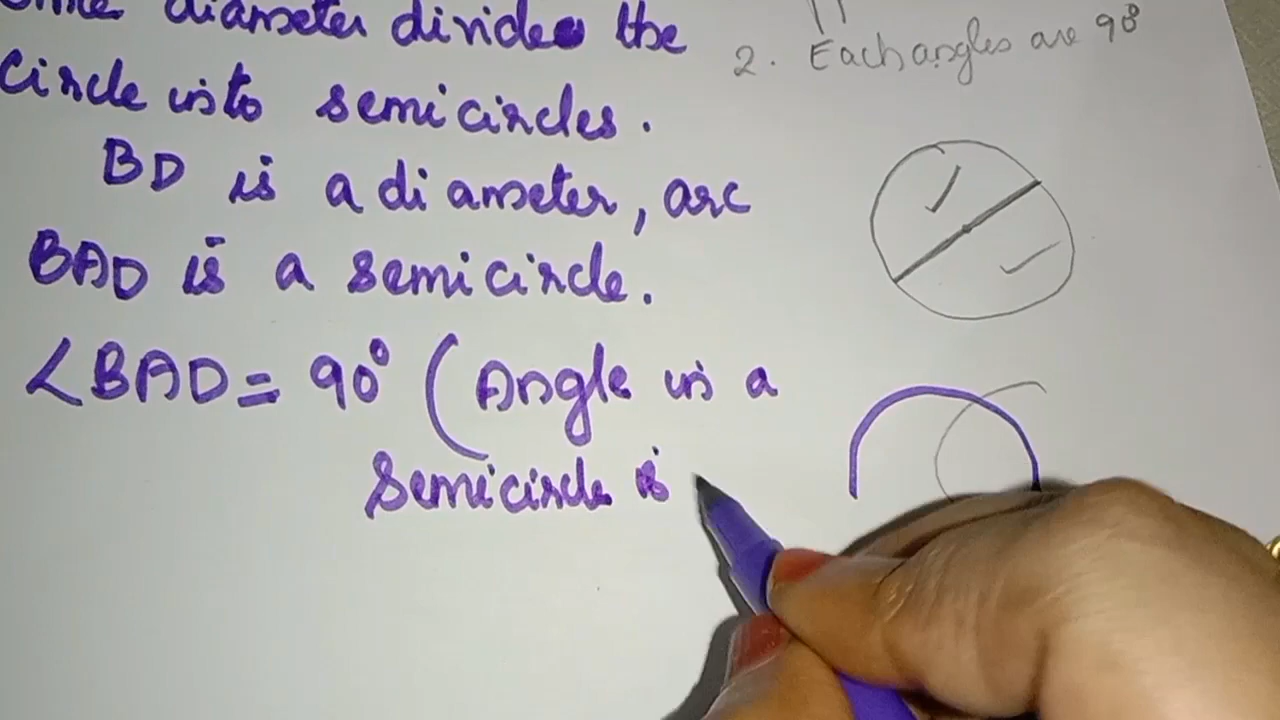 Since diameter divides the
2. Each angles are 90°
Circle into semicircles.
BD is a diameter, arc
BAD is a semicircle.
∠BAD = 90° (Angle in a
Semicircle is